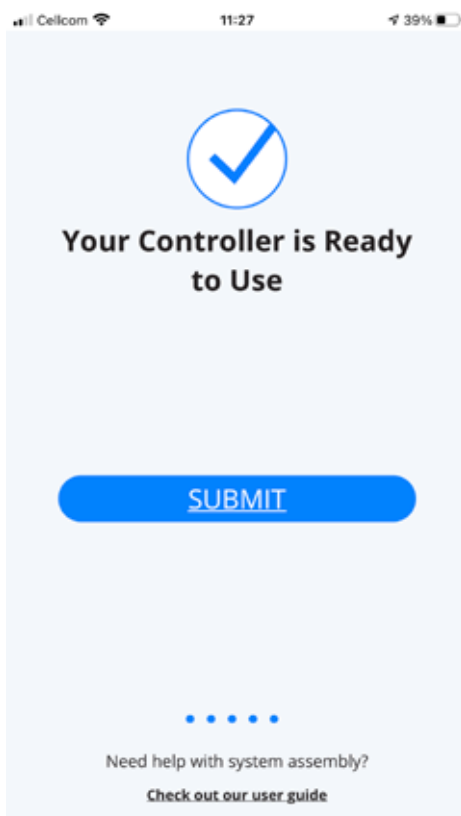 Cellcom 11:27 39%
Your Controller is Ready
to Use
SUBMIT
Need help with system assembly?
Check out our user guide